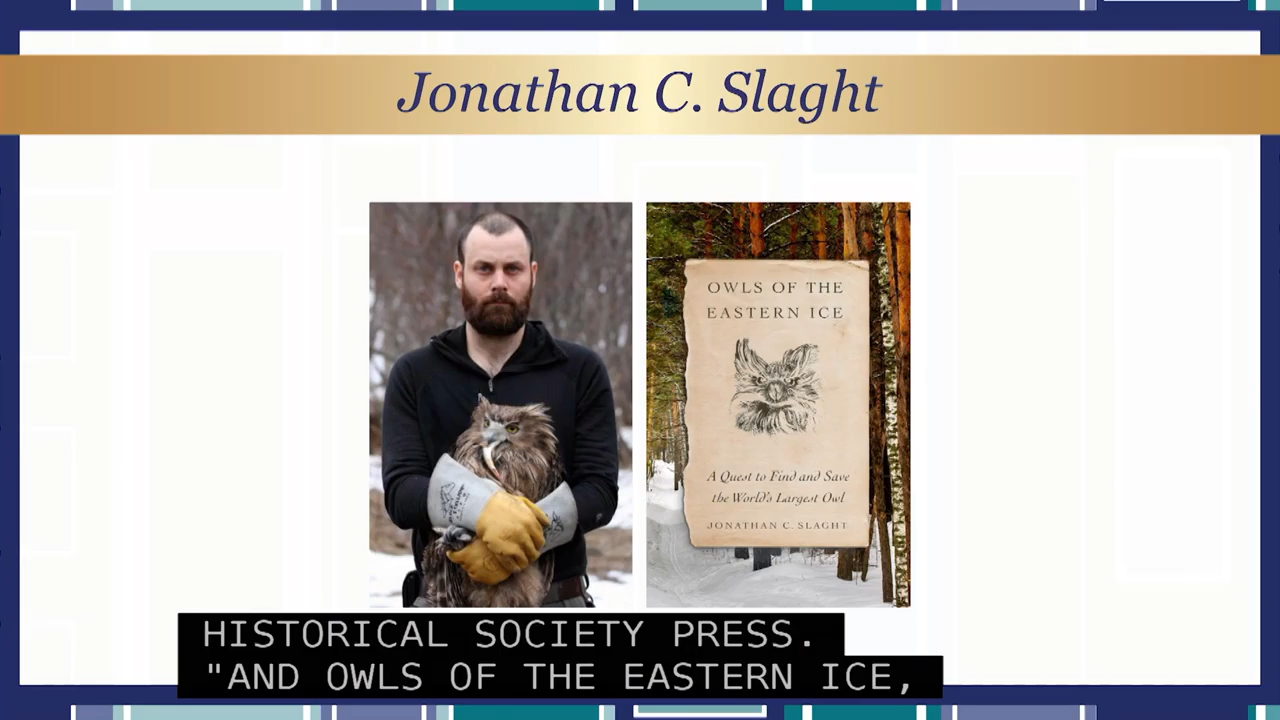 Jonathan C. Slaght
OWLS OF THE
EASTERN ICE
A Quest to Find and Save
the World's Largest Owl
JONATHAN C. SLAGHT
HISTORICAL SOCIETY PRESS.
"AND OWLS OF THE EASTERN ICE,